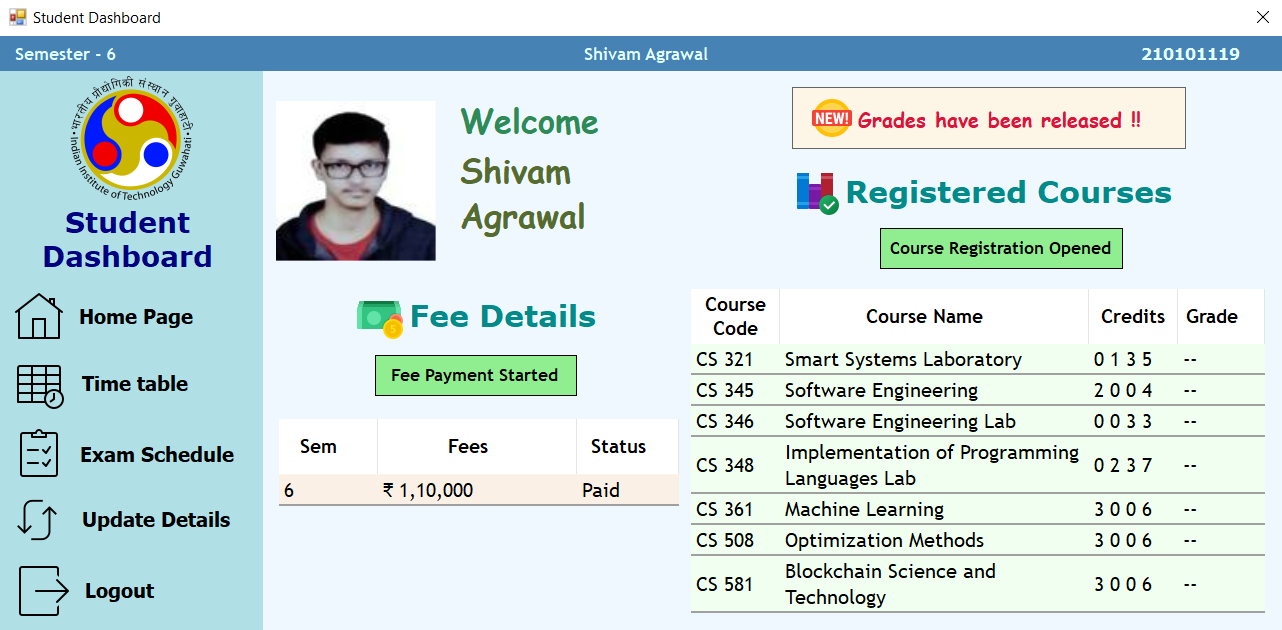 Student Dashboard
Semester - 6 Shivam Agrawal 210101119
भारतीय प्रौद्योगिकी संस्थान गुवाहाटी
Indian Institute of Technology Guwahati
Student
Dashboard
Home Page
Time table
Exam Schedule
Update Details
Logout
Welcome
Shivam
Agrawal
Fee Details
Fee Payment Started
Sem Fees Status
6 ₹ 1,10,000 Paid
NEW! Grades have been released !!
Registered Courses
Course Registration Opened
Course
Code Course Name Credits Grade
CS 321 Smart Systems Laboratory 0 1 3 5 --
CS 345 Software Engineering 2 0 0 4 --
CS 346 Software Engineering Lab 0 0 3 3 --
CS 348 Implementation of Programming
Languages Lab 0 2 3 7 --
CS 361 Machine Learning 3 0 0 6 --
CS 508 Optimization Methods 3 0 0 6 --
CS 581 Blockchain Science and
Technology 3 0 0 6 --